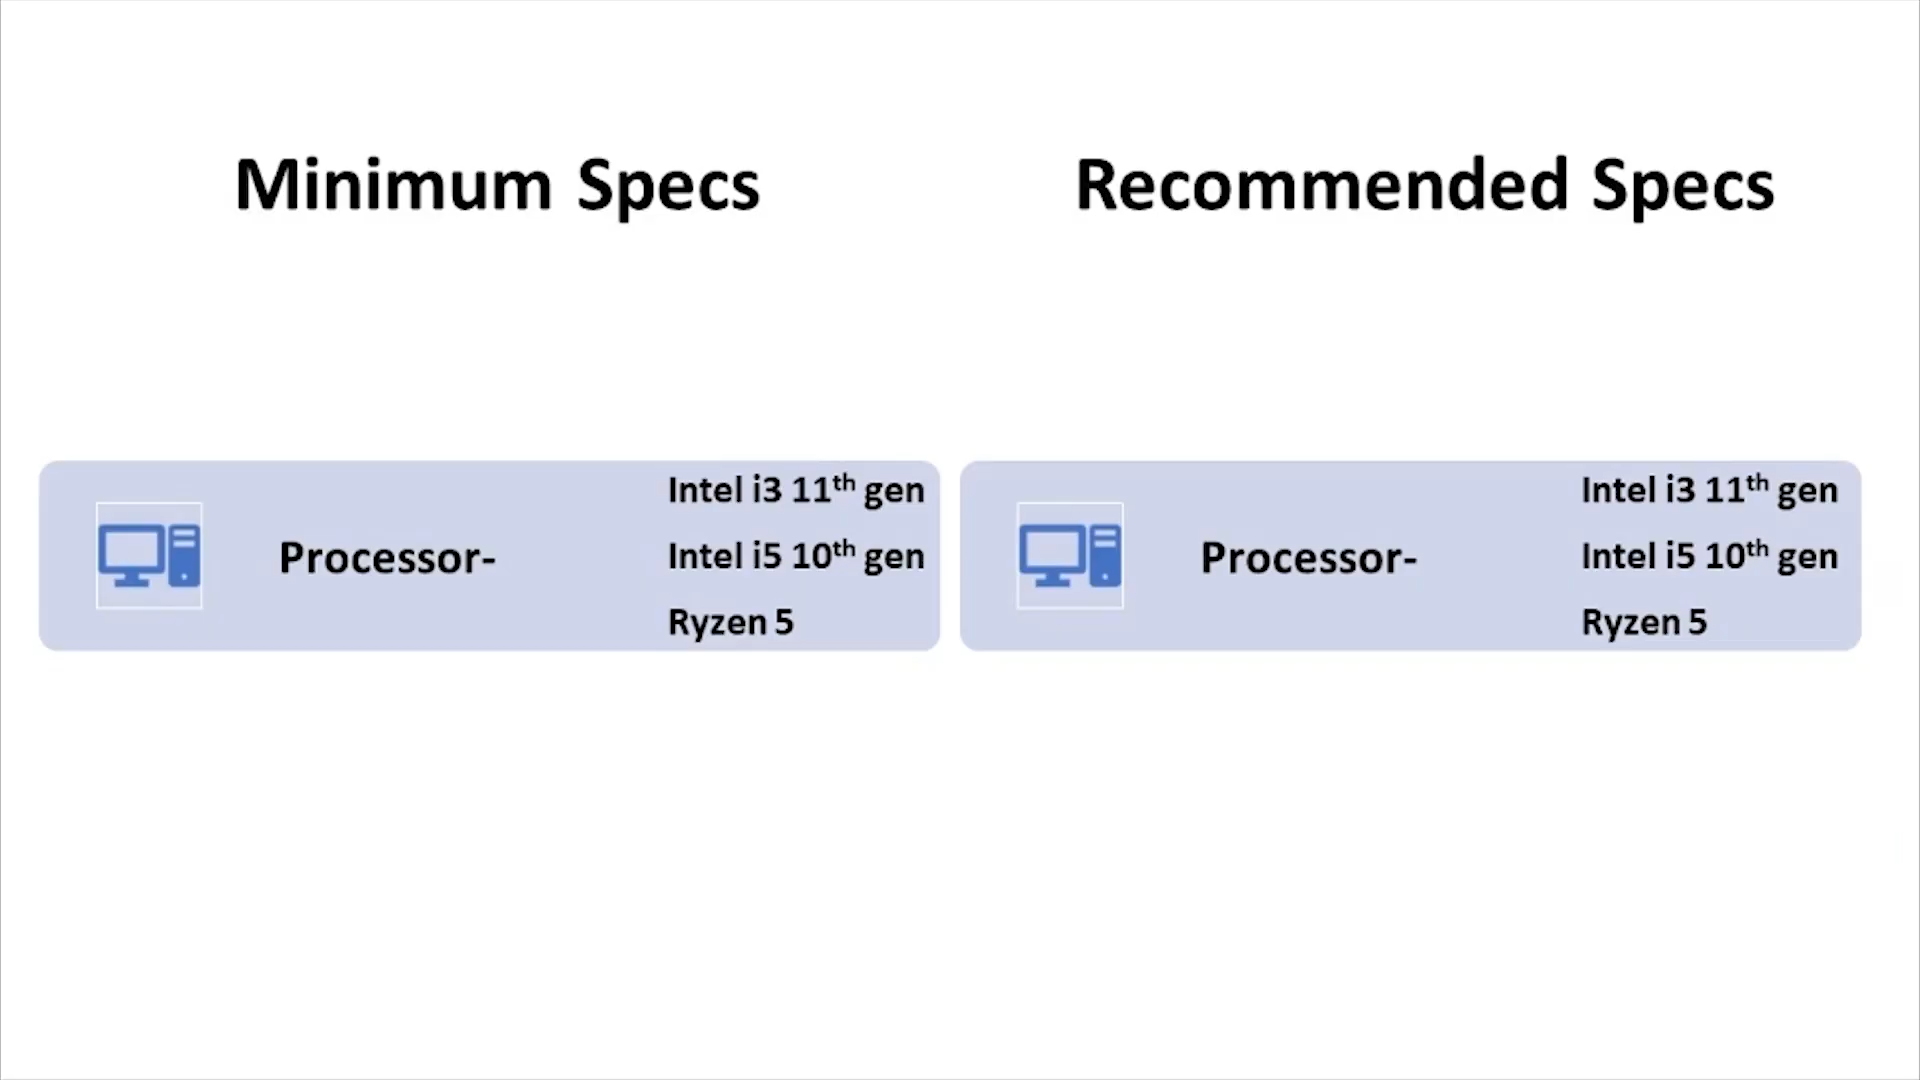 Minimum Specs
Recommended Specs
Processor-
Intel i3 11th gen
Intel i5 10th gen
Ryzen 5
Processor-
Intel i3 11th gen
Intel i5 10th gen
Ryzen 5